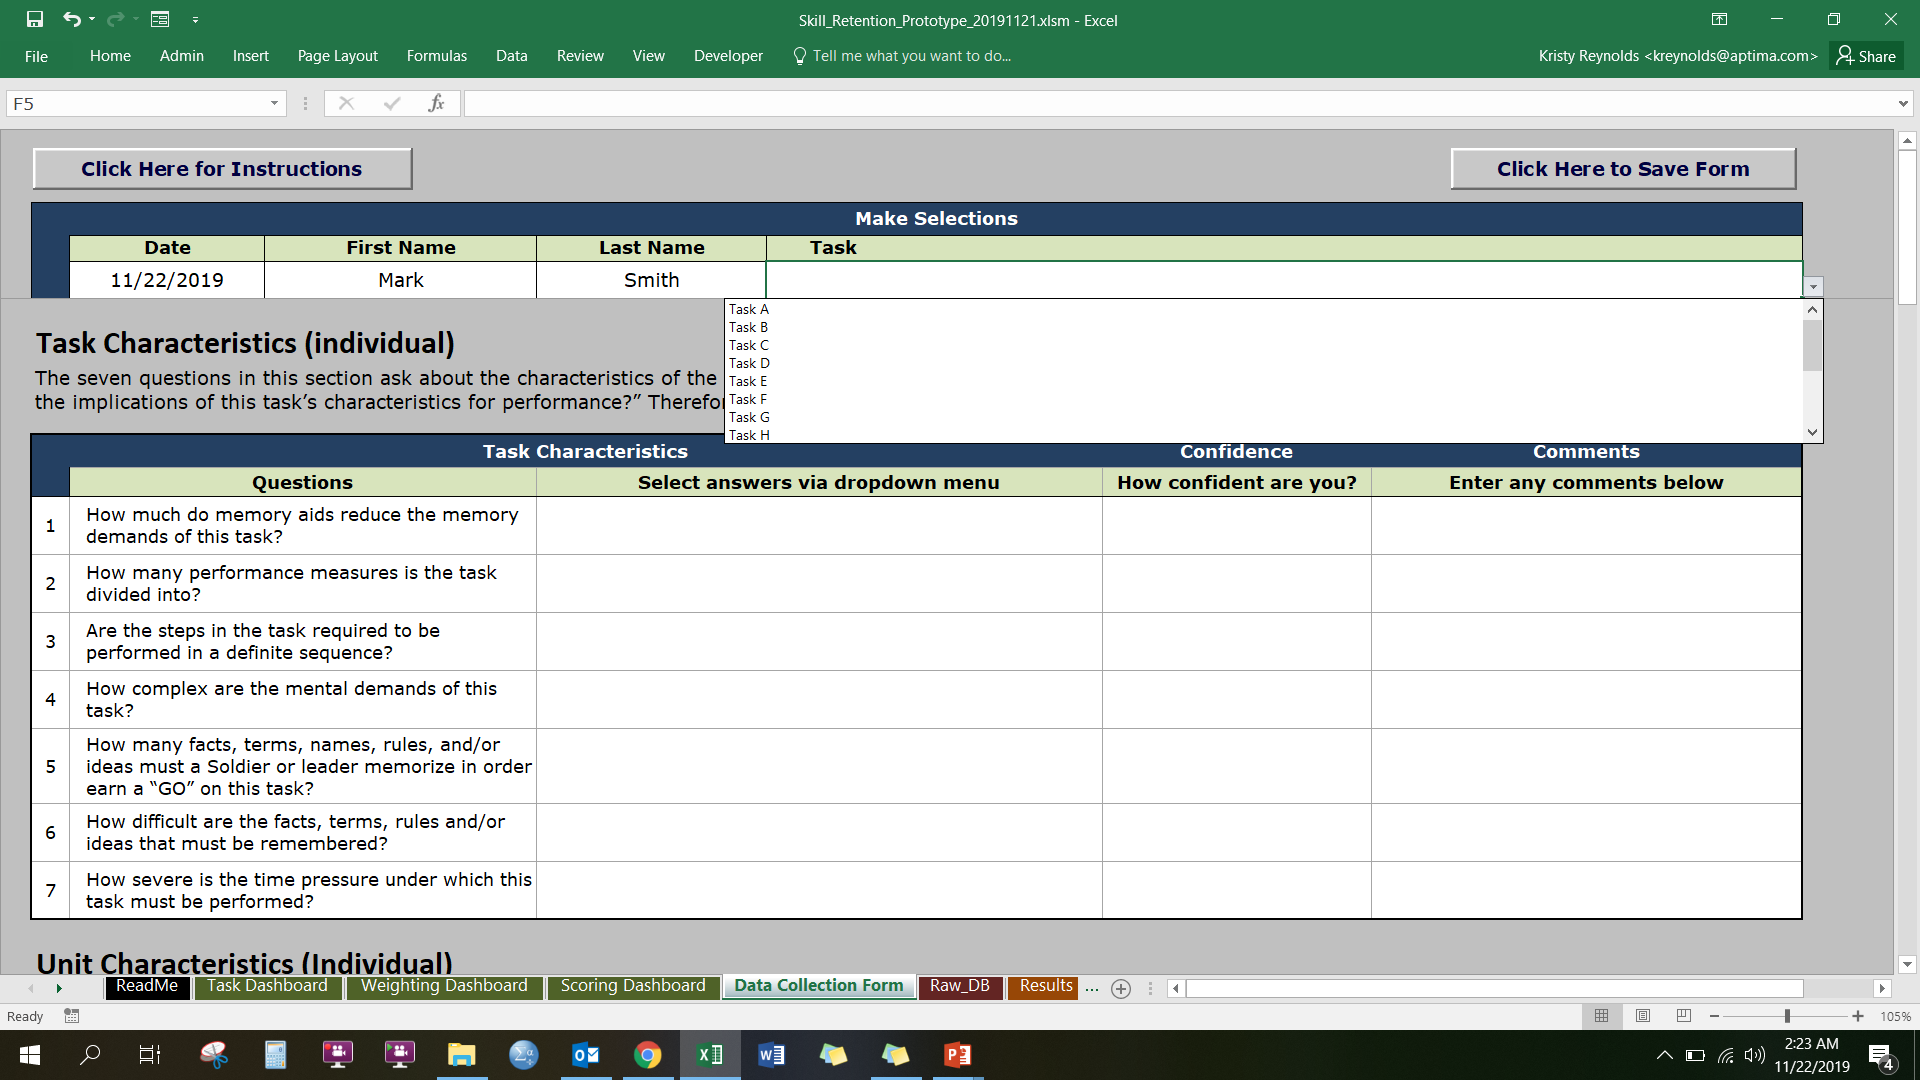 Skill_Retention_Prototype_20191121.xlsm - Excel
File Home Admin Insert Page Layout Formulas Data Review View Developer Tell me what you want to do... Kristy Reynolds <kreynolds@aptima.com> Share
F5 fx
Click Here for Instructions Click Here to Save Form
Make Selections
Date First Name Last Name Task
11/22/2019 Mark Smith
Task A
Task B
Task C
Task D
Task E
Task F
Task G
Task H
Task Characteristics (individual)
The seven questions in this section ask about the characteristics of the
the implications of this task’s characteristics for performance?” Therefo
Task Characteristics Confidence Comments
Questions Select answers via dropdown menu How confident are you? Enter any comments below
1 How much do memory aids reduce the memory
demands of this task?
2 How many performance measures is the task
divided into?
3 Are the steps in the task required to be
performed in a definite sequence?
4 How complex are the mental demands of this
task?
5 How many facts, terms, names, rules, and/or
ideas must a Soldier or leader memorize in order
earn a “GO” on this task?
6 How difficult are the facts, terms, rules and/or
ideas that must be remembered?
7 How severe is the time pressure under which this
task must be performed?
Unit Characteristics (Individual)
ReadMe Task Dashboard Weighting Dashboard Scoring Dashboard Data Collection Form Raw_DB Results ...
Ready 105%
2:23 AM
11/22/2019 4